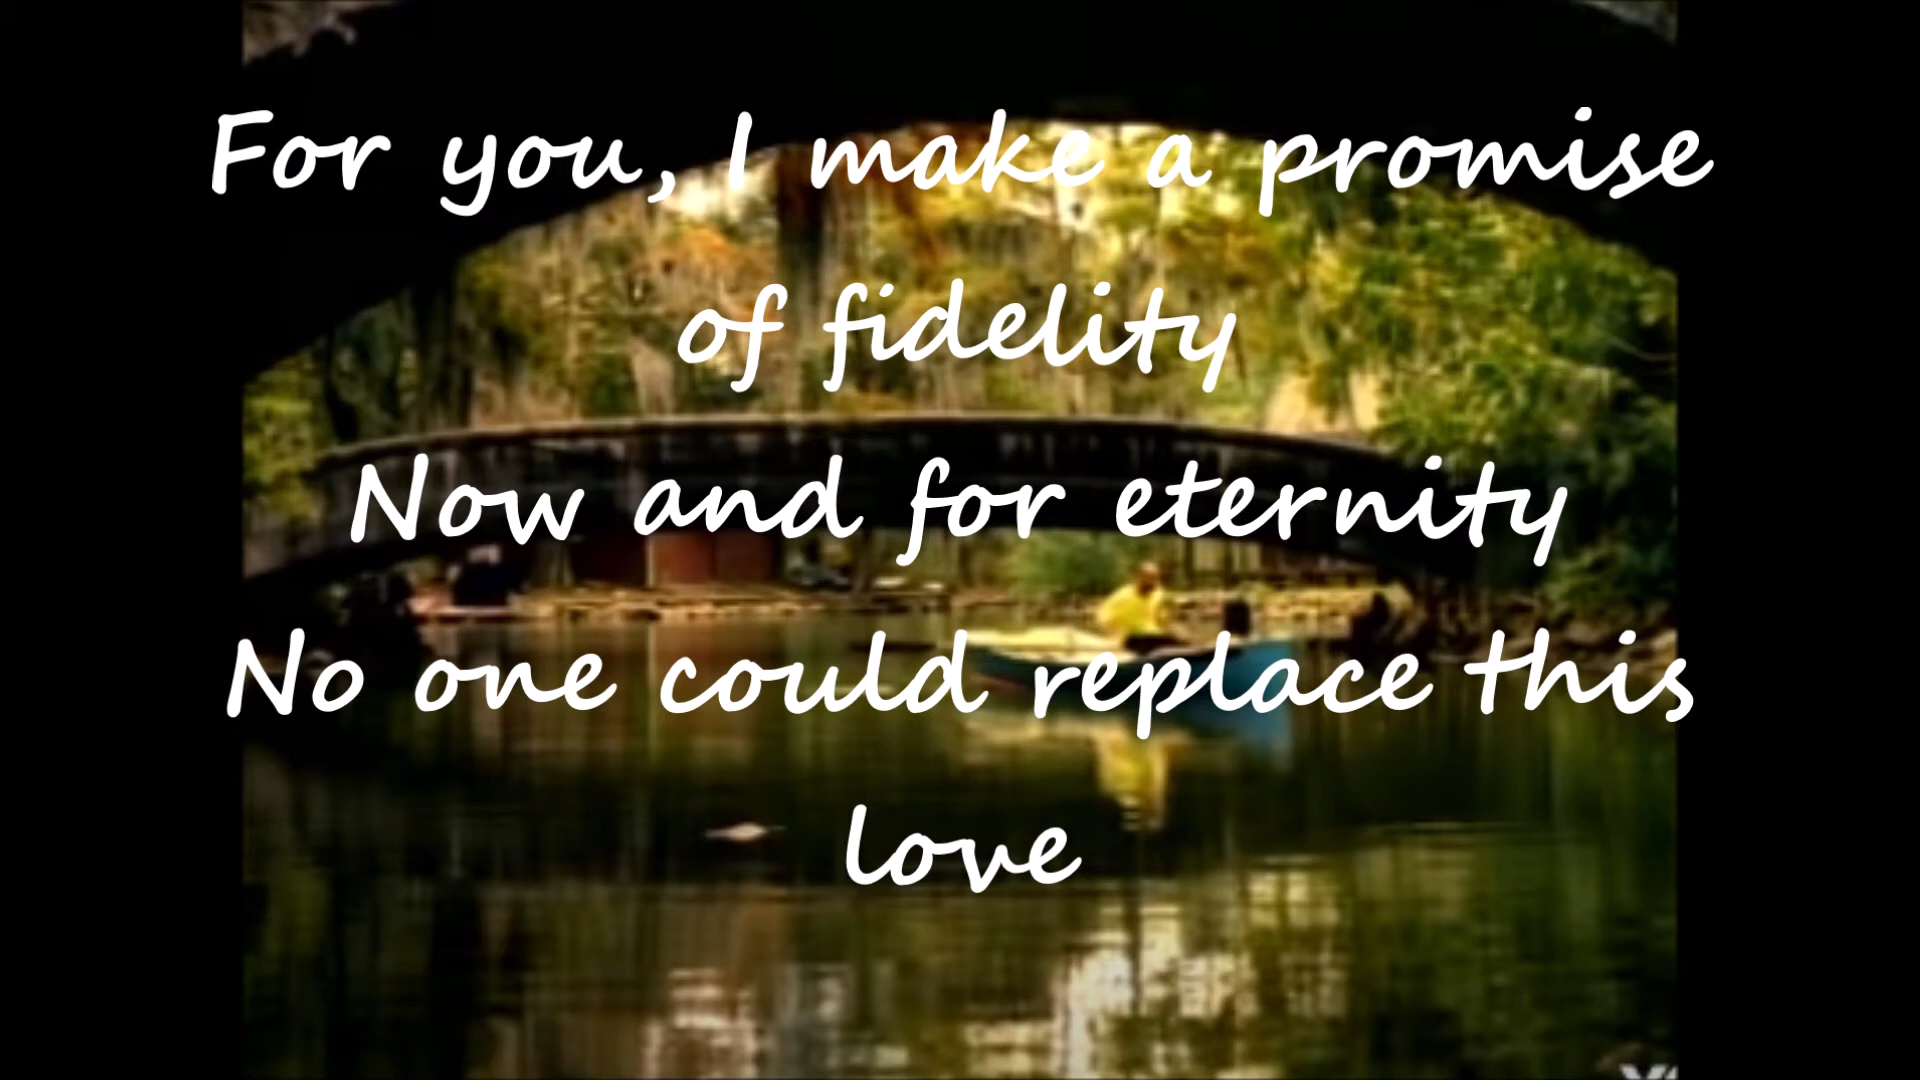 For you, I make a promise
of fidelity
Now and for eternity
No one could replace this
love